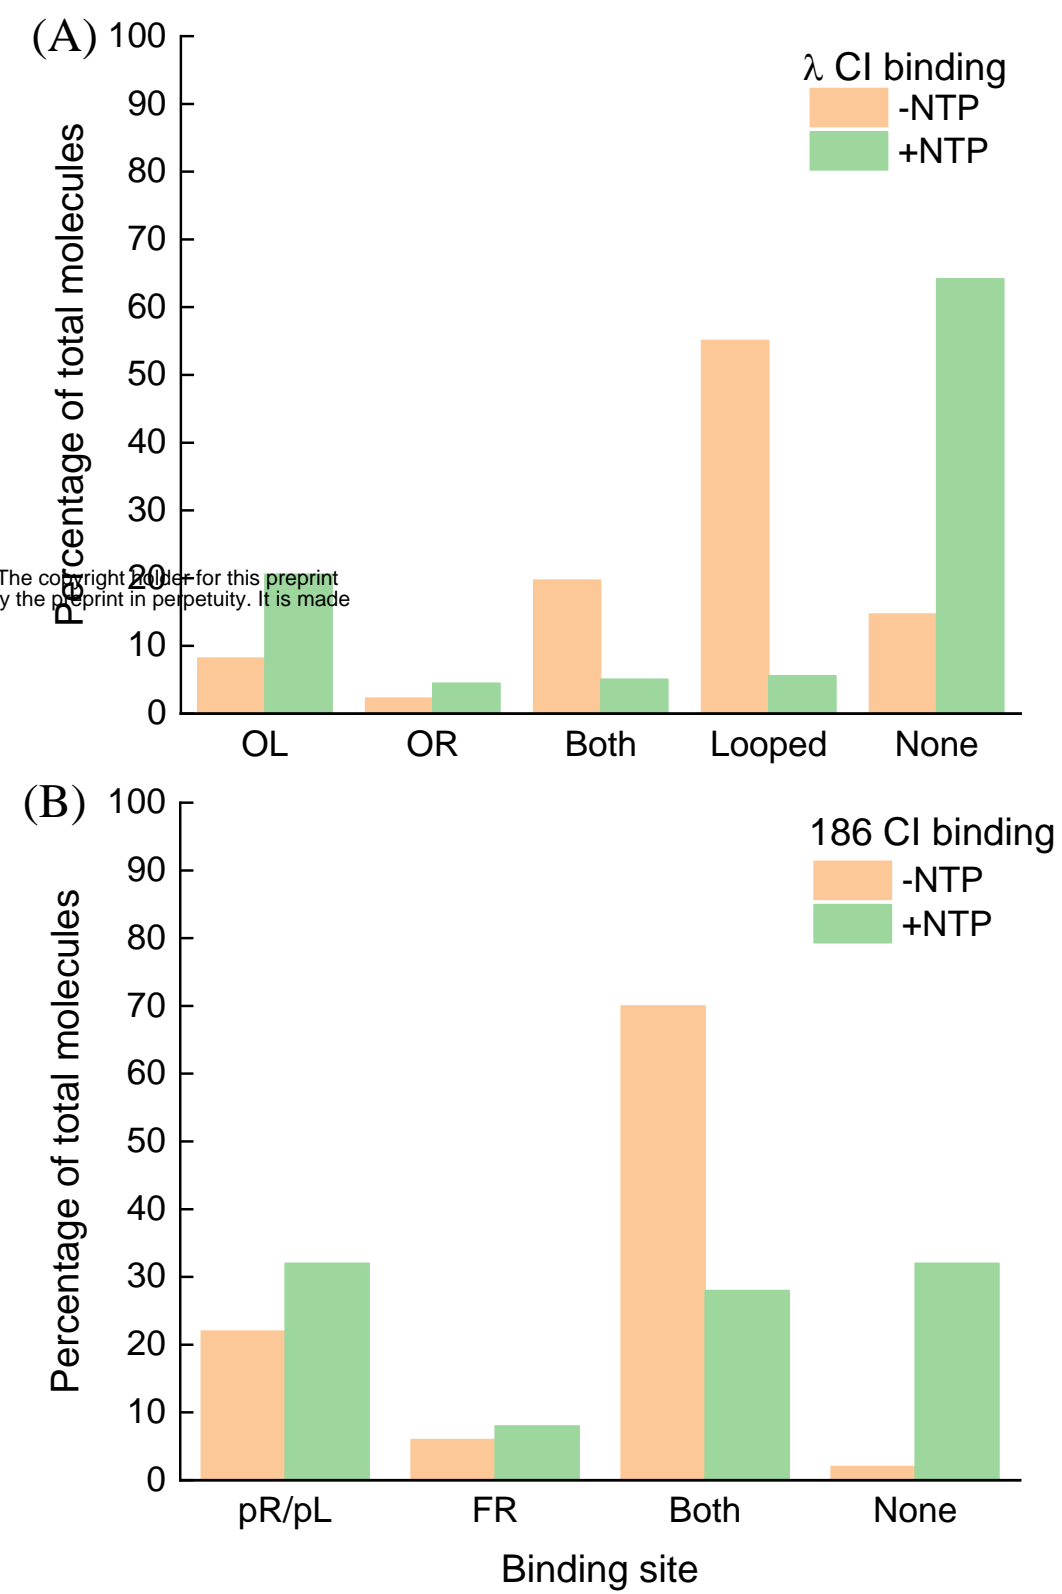 (A)
λ CI binding
-NTP
+NTP
Percentage of total molecules
100
90
80
70
60
50
40
30
20
10
0
The copyright holder for this preprint
y the preprint in perpetuity. It is made
OL OR Both Looped None
(B)
186 CI binding
-NTP
+NTP
Percentage of total molecules
100
90
80
70
60
50
40
30
20
10
0
pR/pL FR Both None
Binding site